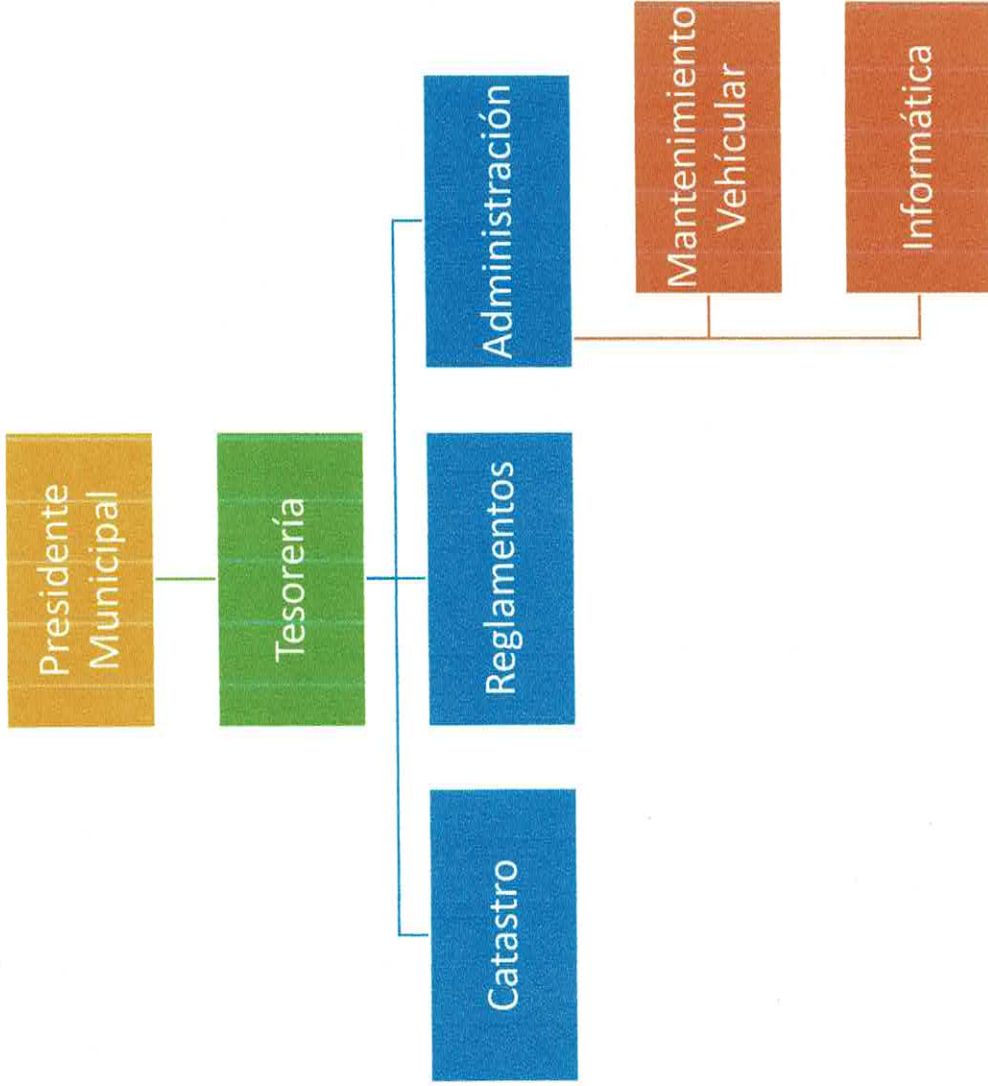 Presidente
Municipal
Tesorería
Catastro
Reglamentos
Administración
Mantenimiento
Vehícular
Informática